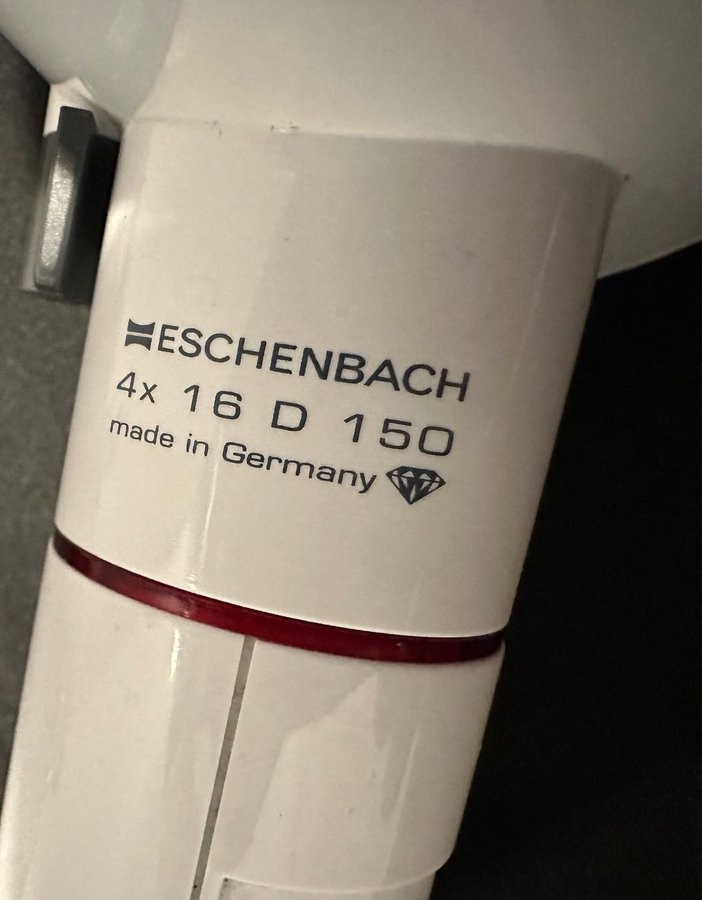 ESCHENBACH
4x 16 D 150
made in Germany